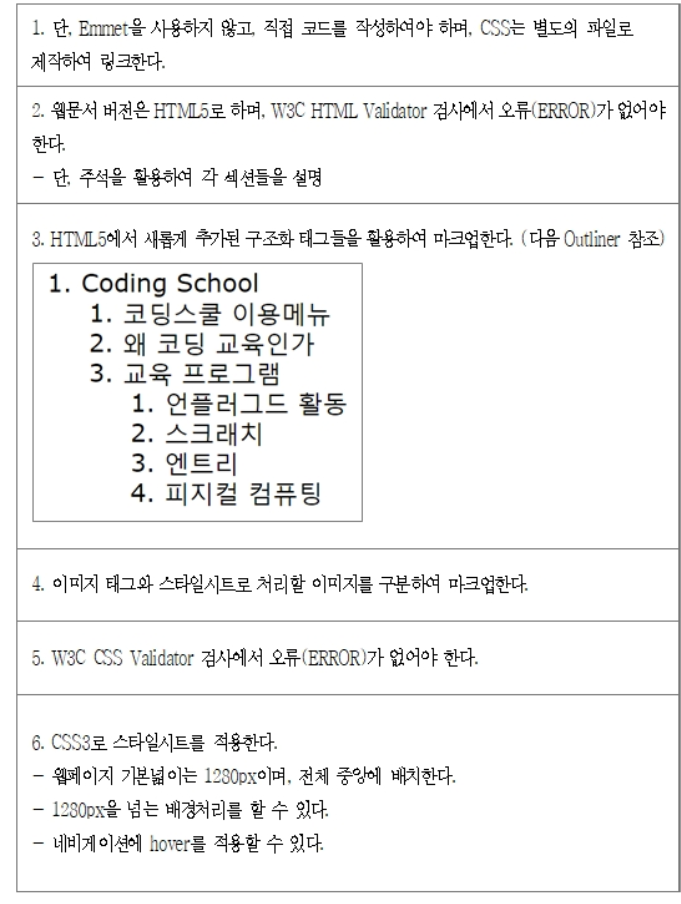 1. 단, Emmet을 사용하지 않고, 직접 코드를 작성하여야 하며, CSS는 별도의 파일로
제작하여 링크한다.
2. 웹문서 버전은 HTML5로 하며, W3C HTML Validator 검사에서 오류(ERROR)가 없어야
한다.
- 단, 주석을 활용하여 각 섹션들을 설명
3. HTML5에서 새롭게 추가된 구조화 태그들을 활용하여 마크업한다. (다음 Outliner 참조)
1. Coding School
1. 코딩스쿨 이용메뉴
2. 왜 코딩 교육인가
3. 교육 프로그램
1. 언플러그드 활동
2. 스크래치
3. 엔트리
4. 피지컬 컴퓨팅
4. 이미지 태그와 스타일시트로 처리할 이미지를 구분하여 마크업한다.
5. W3C CSS Validator 검사에서 오류(ERROR)가 없어야 한다.
6. CSS3로 스타일시트를 적용한다.
- 웹페이지 기본넓이는 1280px이며, 전체 중앙에 배치한다.
- 1280px을 넘는 배경처리를 할 수 있다.
- 네비게이션에 hover를 적용할 수 있다.